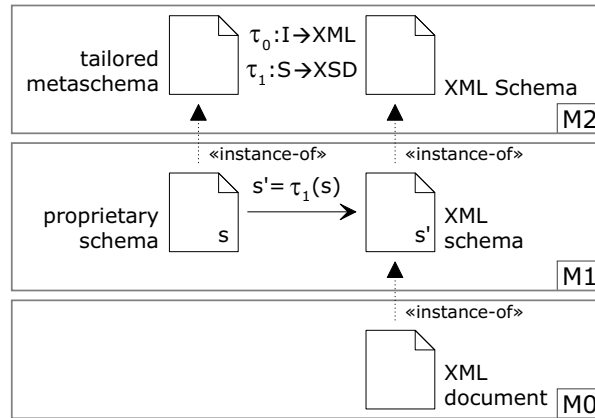 tailored
metaschema
τ0:I→XML
τ1:S→XSD
XML Schema
M2
«instance-of»
«instance-of»
proprietary
schema
s
s'= τ1(s)
s'
XML
schema
M1
«instance-of»
XML
document
M0